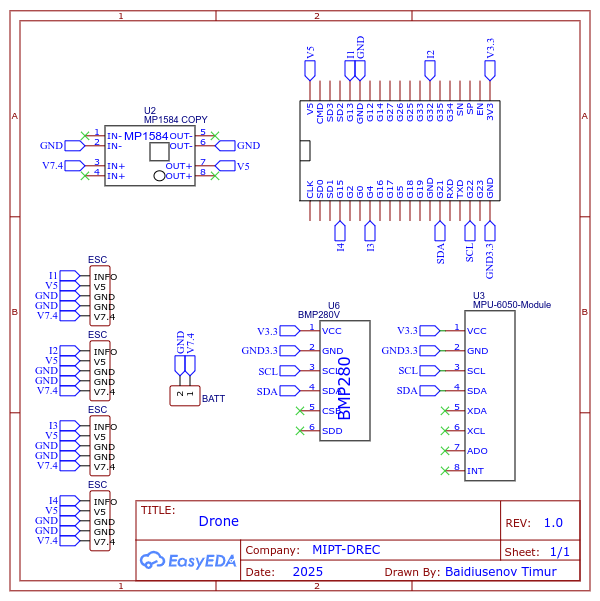 1 2
A A
B B
V5 I1 GND I2 V3.3
V5 CMD SD3 SD2 G13 GND G12 G14 G27 G26 G25 G33 G32 G35 G34 SN SP EN 3V3
CLK SD0 SD1 G15 G2 G0 G4 G16 G17 G5 G18 G19 GND G21 RXD TXD G22 G23 GND
I4 I3 SDA SCL GND3.3
U2
MP1584 COPY
MP1584
1 IN- OUT- 5
GND 2 IN- OUT- 6 GND
V7.4 3 IN+ OUT+ 7 V5
4 IN+ OUT+ 8
ESC
I1 INFO
V5 V5
GND GND
GND GND
V7.4 V7.4
ESC
I2 INFO
V5 V5
GND GND
GND GND
V7.4 V7.4
ESC
I3 INFO
V5 V5
GND GND
GND GND
V7.4 V7.4
ESC
I4 INFO
V5 V5
GND GND
GND GND
V7.4 V7.4
GND V7.4
2 1
BATT
U6
BMP280V
V3.3 1 VCC
GND3.3 2 GND
SCL 3 SCL
SDA 4 SDA
5 CSB
6 SDD
BMP280
U3
MPU-6050-Module
V3.3 1 VCC
GND3.3 2 GND
SCL 3 SCL
SDA 4 SDA
5 XDA
6 XCL
7 ADO
8 INT
TITLE:
Drone
REV: 1.0
EasyEDA
Company: MIPT-DREC
Sheet: 1/1
Date: 2025 Drawn By: Baidiusenov Timur
1 2